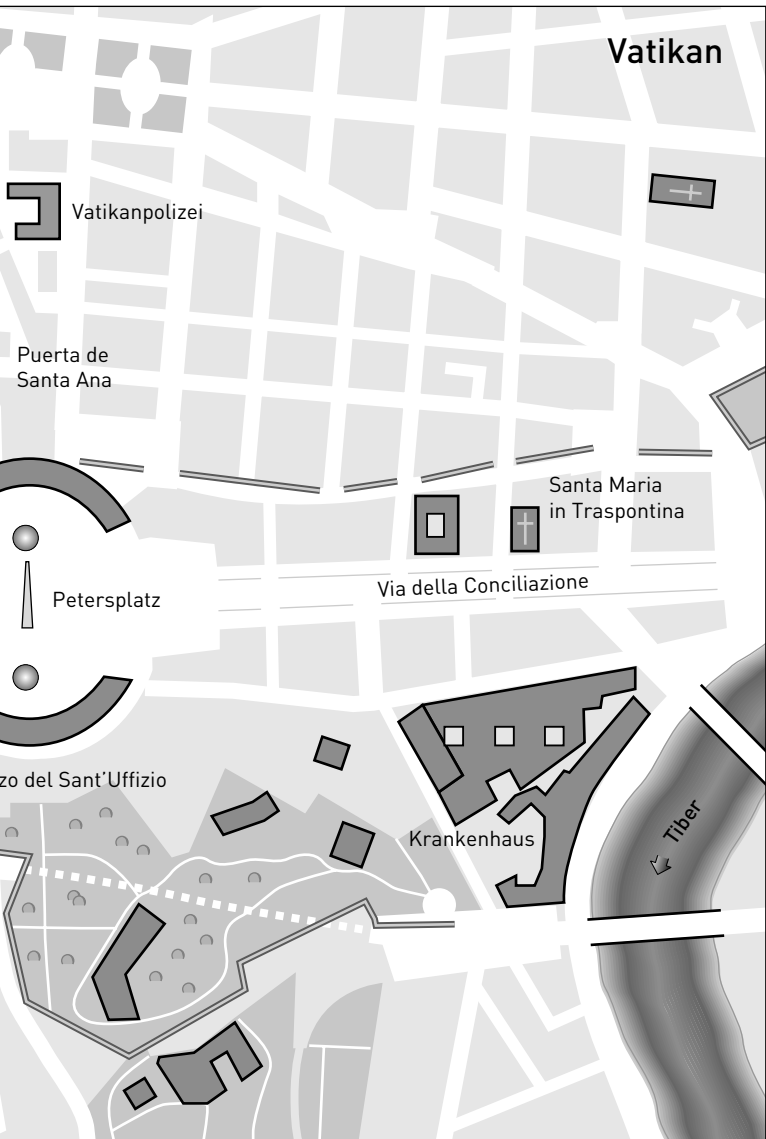 Vatikan
Vatikanpolizei
Puerta de
Santa Ana
Santa Maria
in Traspontina
Via della Conciliazione
Petersplatz
zo del Sant'Uffizio
Krankenhaus
Tiber